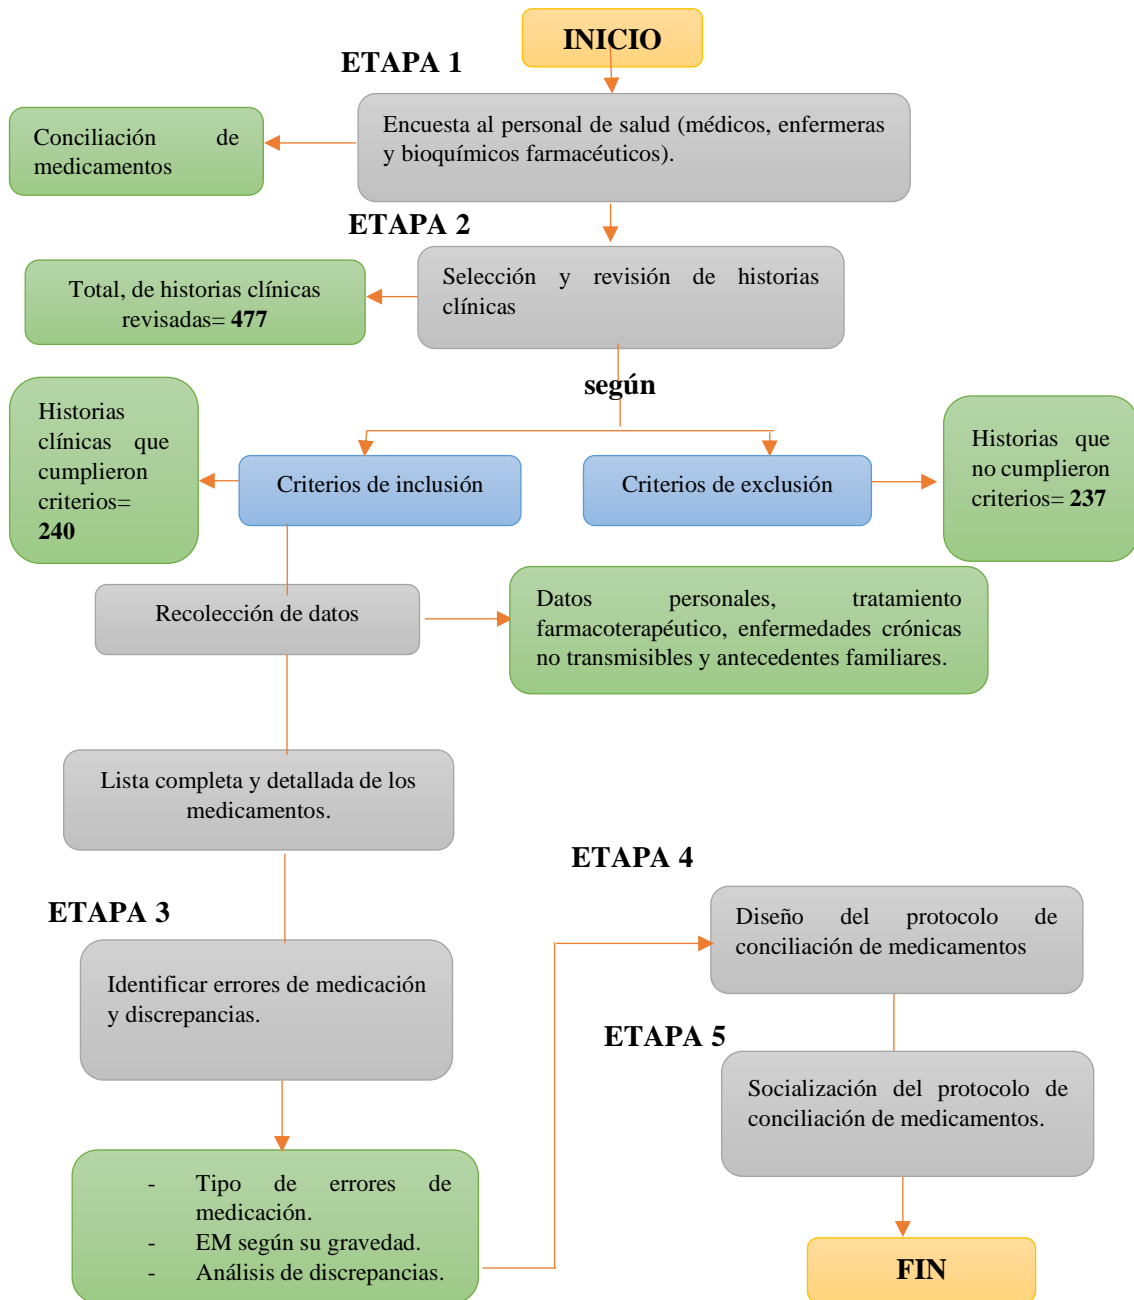 INICIO
ETAPA 1
Encuesta al personal de salud (médicos, enfermeras
y bioquímicos farmacéuticos).
Conciliación de
medicamentos
ETAPA 2
Selección y revisión de historias
clínicas
Total, de historias clínicas
revisadas= 477
según
Historias
clínicas que
cumplieron
criterios=
240
Criterios de inclusión
Criterios de exclusión
Historias que
no cumplieron
criterios= 237
Recolección de datos
Datos personales, tratamiento
farmacoterapéutico, enfermedades crónicas
no transmisibles y antecedentes familiares.
Lista completa y detallada de los
medicamentos.
ETAPA 3
Identificar errores de medicación
y discrepancias.
- Tipo de errores de
medicación.
- EM según su gravedad.
- Análisis de discrepancias.
ETAPA 4
Diseño del protocolo de
conciliación de medicamentos
ETAPA 5
Socialización del protocolo de
conciliación de medicamentos.
FIN